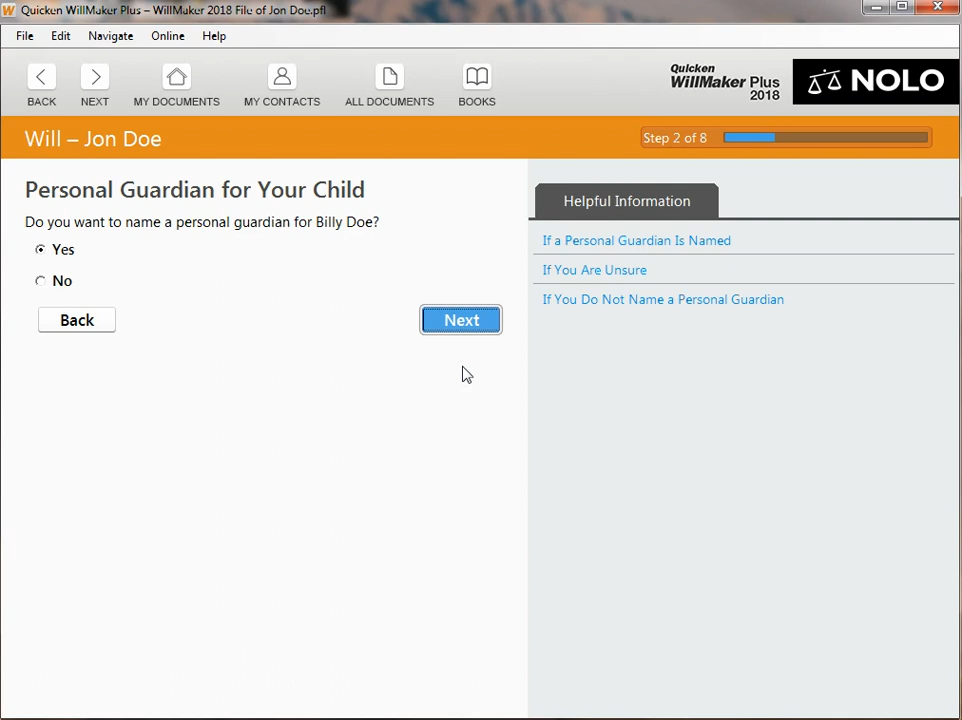 Quicken WillMaker Plus – WillMaker 2018 File of Jon Doe.pfl
File Edit Navigate Online Help
BACK NEXT MY DOCUMENTS MY CONTACTS ALL DOCUMENTS BOOKS
Quicken
WillMaker Plus
2018
NOLO
Will – Jon Doe
Step 2 of 8
Personal Guardian for Your Child
Do you want to name a personal guardian for Billy Doe?
Yes
No
Back
Next
Helpful Information
If a Personal Guardian Is Named
If You Are Unsure
If You Do Not Name a Personal Guardian